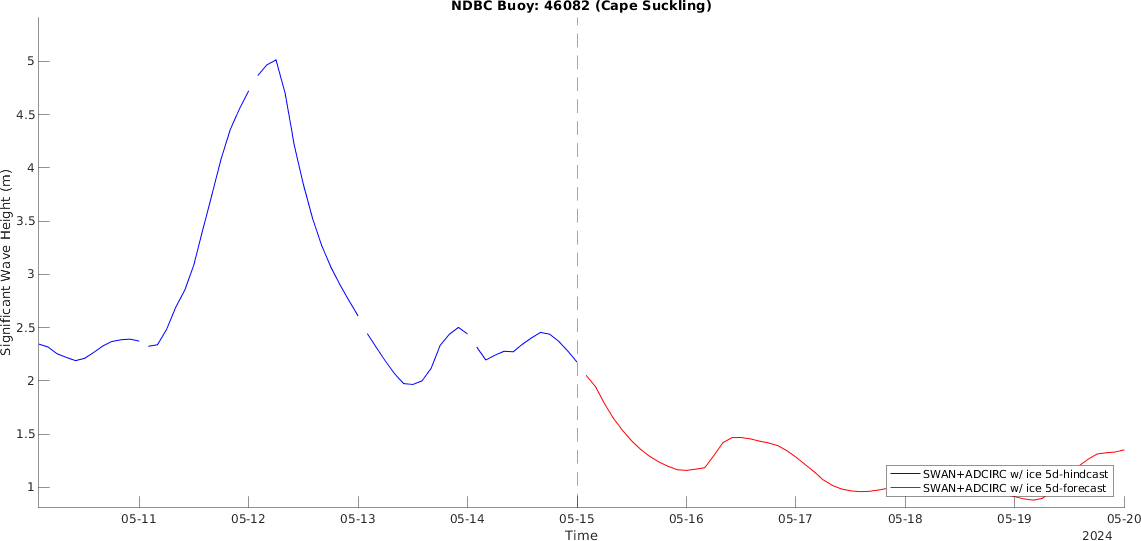 NDBC Buoy: 46082 (Cape Suckling)
Significant Wave Height (m)
5
4.5
4
3.5
3
2.5
2
1.5
1
SWAN+ADCIRC w/ ice 5d-hindcast
SWAN+ADCIRC w/ ice 5d-forecast
05-11 05-12 05-13 05-14 05-15 05-16 05-17 05-18 05-19 05-20
Time
2024